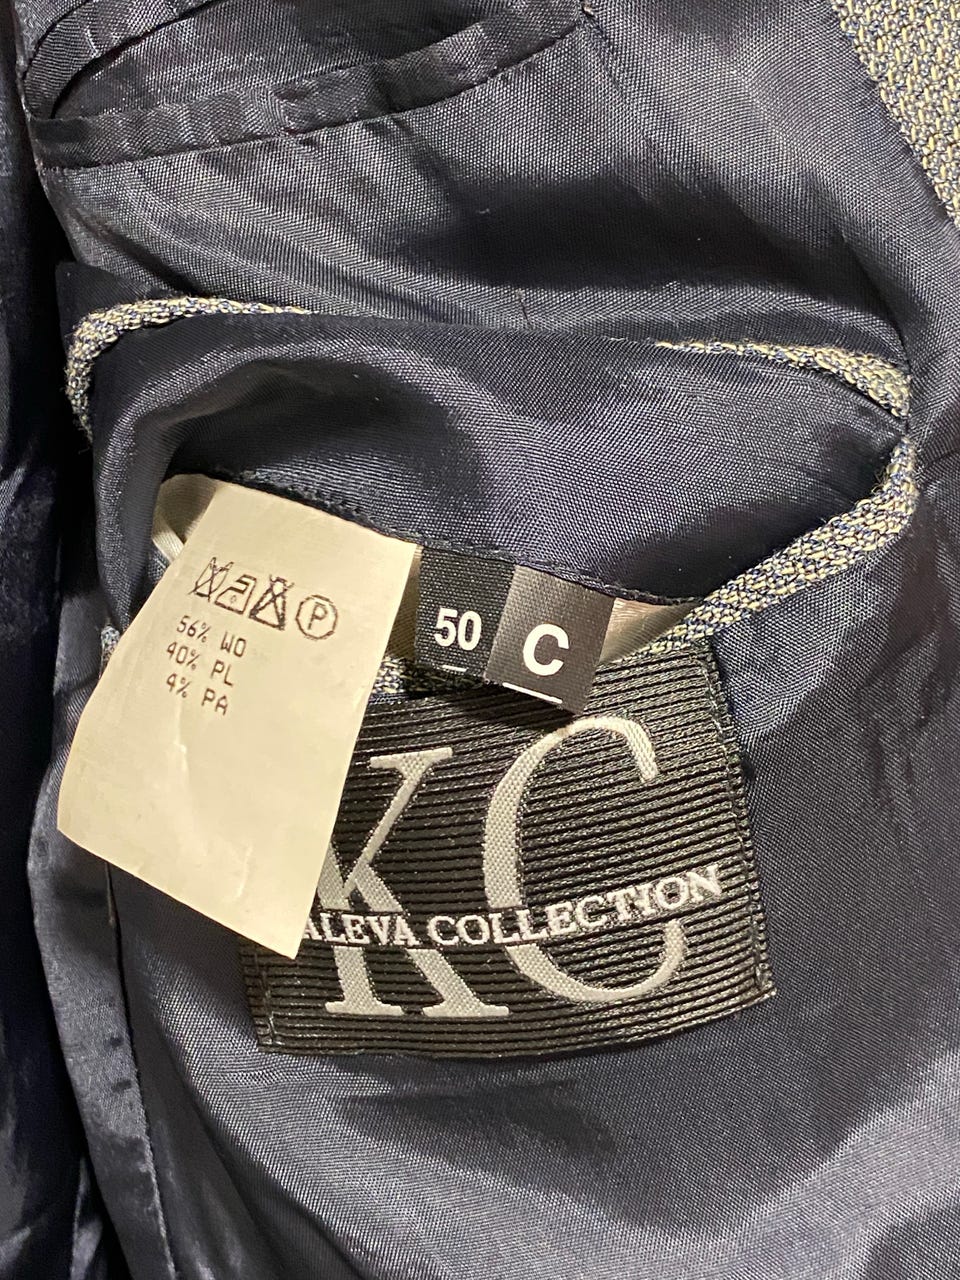 P
56% WO
40% PL
4% PA
50
C
KC
ALEVA COLLECTION